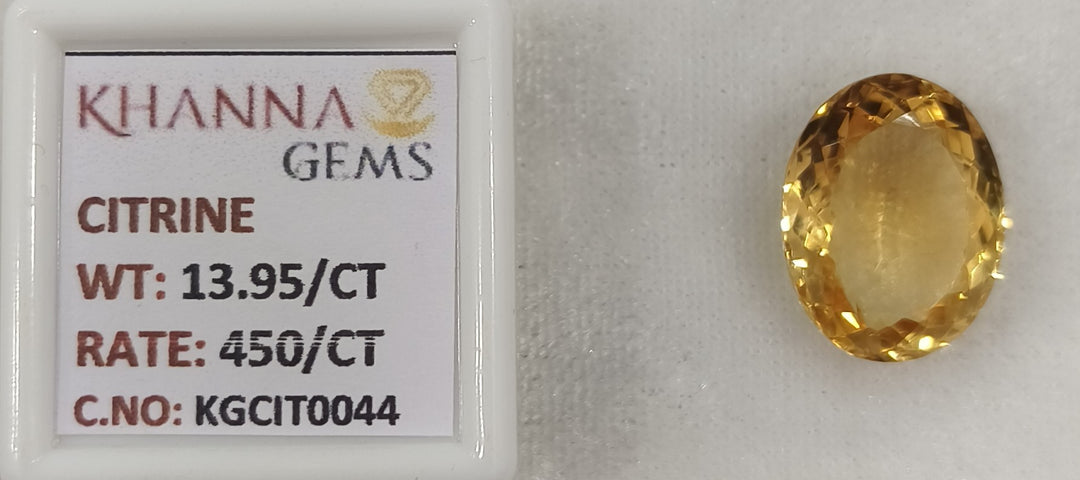 KHANNA
GEMS
CITRINE
WT: 13.95/CT
RATE: 450/CT
C.NO: KGCIT0044